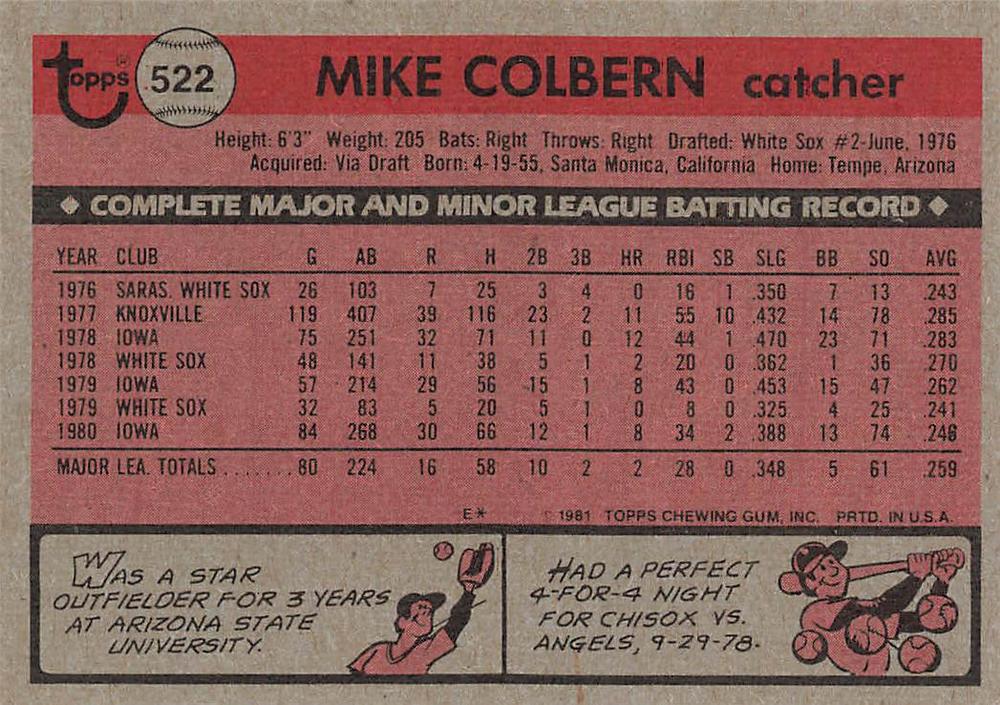 Topps® 522 MIKE COLBERN catcher
Height: 6'3" Weight: 205 Bats: Right Throws: Right Drafted: White Sox #2-June, 1976
Acquired: Via Draft Born: 4-19-55, Santa Monica, California Home: Tempe, Arizona
◆ COMPLETE MAJOR AND MINOR LEAGUE BATTING RECORD ◆
YEAR CLUB G AB R H 2B 3B HR RBI SB SLG BB SO AVG
1976 SARAS. WHITE SOX 26 103 7 25 3 4 0 16 1 .350 7 13 .243
1977 KNOXVILLE 119 407 39 116 23 2 11 55 10 .432 14 78 .285
1978 IOWA 75 251 32 71 11 0 12 44 1 .470 23 71 .283
1978 WHITE SOX 48 141 11 38 5 1 2 20 0 .362 1 36 .270
1979 IOWA 57 214 29 56 15 1 8 43 0 .453 15 47 .262
1979 WHITE SOX 32 83 5 20 5 1 0 8 0 .325 4 25 .241
1980 IOWA 84 268 30 66 12 1 8 34 2 .388 13 74 .246
MAJOR LEA. TOTALS ....... 80 224 16 58 10 2 2 28 0 .348 5 61 .259
E* © 1981 TOPPS CHEWING GUM, INC. PRTD. IN U.S.A.
WAS A STAR
OUTFIELDER FOR 3 YEARS
AT ARIZONA STATE
UNIVERSITY.
HAD A PERFECT
4-FOR-4 NIGHT
FOR CHISOX VS.
ANGELS, 9-29-78.